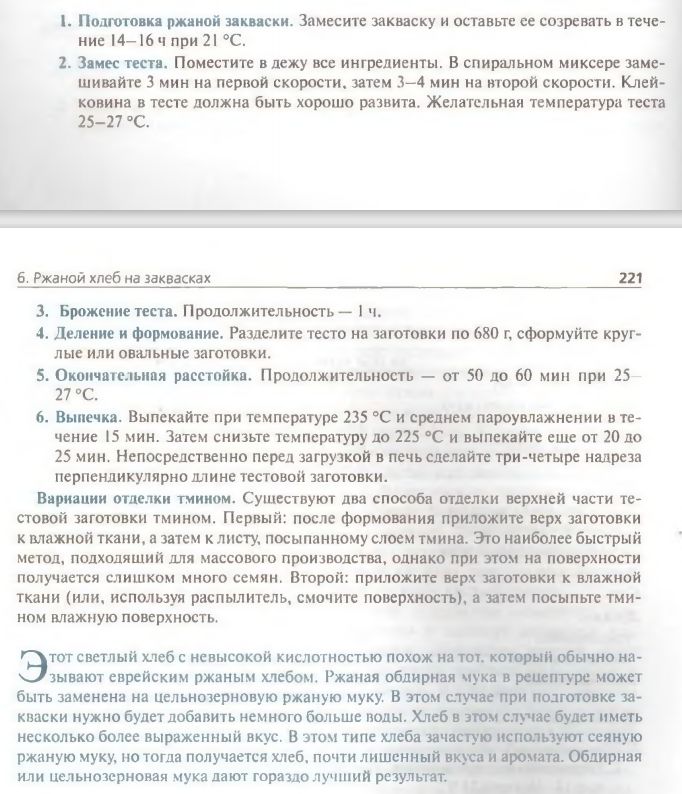 1. Подготовка ржаной закваски. Замесите закваску и оставьте ее созревать в тече-
ние 14–16 ч при 21 °С.
2. Замес теста. Поместите в дежу все ингредиенты. В спиральном миксере заме-
шивайте 3 мин на первой скорости, затем 3–4 мин на второй скорости. Клей-
ковина в тесте должна быть хорошо развита. Желательная температура теста
25–27 °С.
6. Ржаной хлеб на заквасках 221
3. Брожение теста. Продолжительность — 1 ч.
4. Деление и формование. Разделите тесто на заготовки по 680 г, сформуйте круг-
лые или овальные заготовки.
5. Окончательная расстойка. Продолжительность — от 50 до 60 мин при 25–
27 °С.
6. Выпечка. Выпекайте при температуре 235 °С и среднем пароувлажнении в те-
чение 15 мин. Затем снизьте температуру до 225 °С и выпекайте еще от 20 до
25 мин. Непосредственно перед загрузкой в печь сделайте три-четыре надреза
перпендикулярно длине тестовой заготовки.
Вариации отделки тмином. Существуют два способа отделки верхней части те-
стовой заготовки тмином. Первый: после формования приложите верх заготовки
к влажной ткани, а затем к листу, посыпанному слоем тмина. Это наиболее быстрый
метод, подходящий для массового производства, однако при этом на поверхности
получается слишком много семян. Второй: приложите верх заготовки к влажной
ткани (или, используя распылитель, смочите поверхность), а затем посыпьте тми-
ном влажную поверхность.
Этот светлый хлеб с невысокой кислотностью похож на тот, который обычно на-
зывают еврейским ржаным хлебом. Ржаная обдирная мука в рецептуре может
быть заменена на цельнозерновую ржаную муку. В этом случае при подготовке за-
кваски нужно будет добавить немного больше воды. Хлеб в этом случае будет иметь
несколько более выраженный вкус. В этом типе хлеба зачастую используют сеяную
ржаную муку, но тогда получается хлеб, почти лишенный вкуса и аромата. Обдирная
или цельнозерновая мука дают гораздо лучший результат.